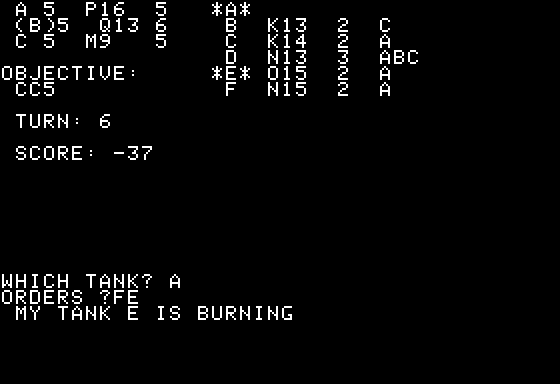 A 5  P16  5   *A*
(B)5  Q13 6    B  K13  2  C
C 5  M9   5    C  K14  2  A
D  N13  3  ABC
OBJECTIVE:     *E* O15  2  A
CC5            F  N15  2  A
TURN: 6
SCORE: -37
WHICH TANK? A
ORDERS ?FE
MY TANK E IS BURNING